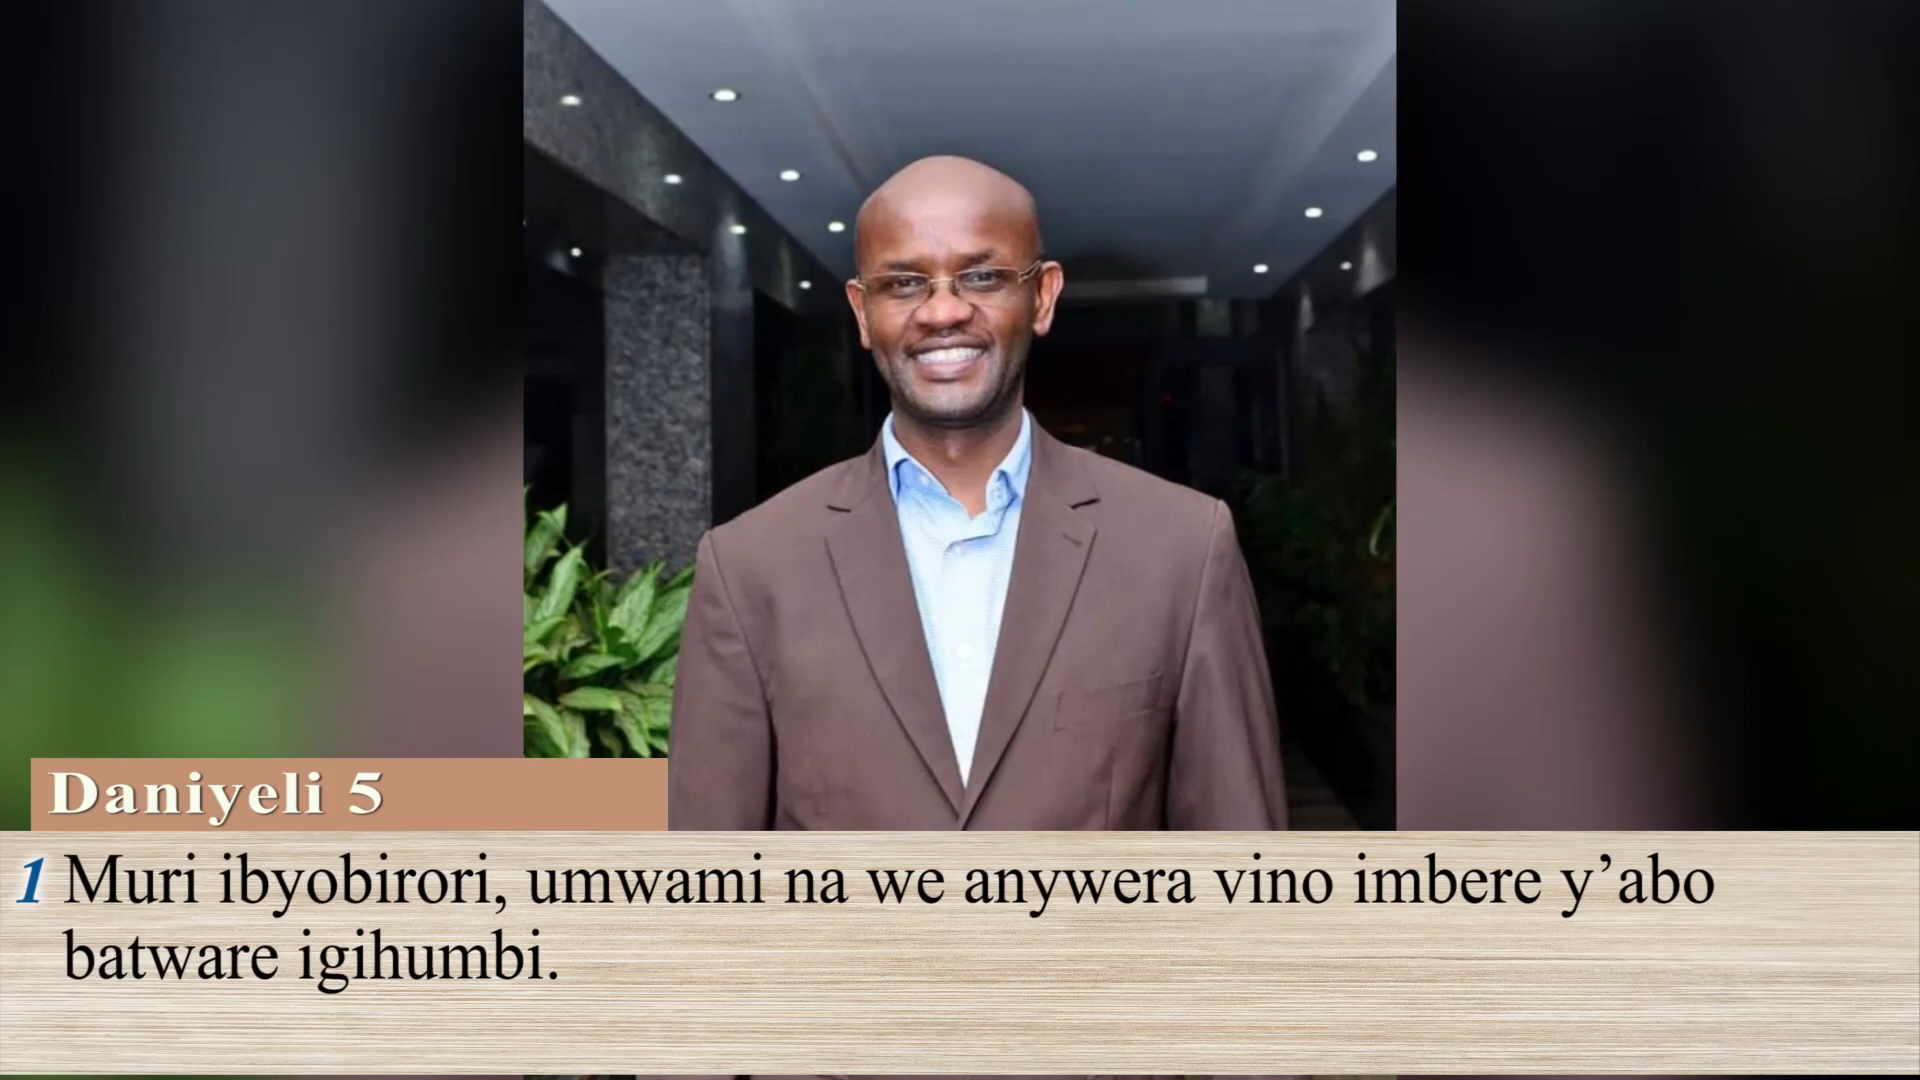 Daniyeli 5
1 Muri ibyobirori, umwami na we anywera vino imbere y’abo
batware igihumbi.